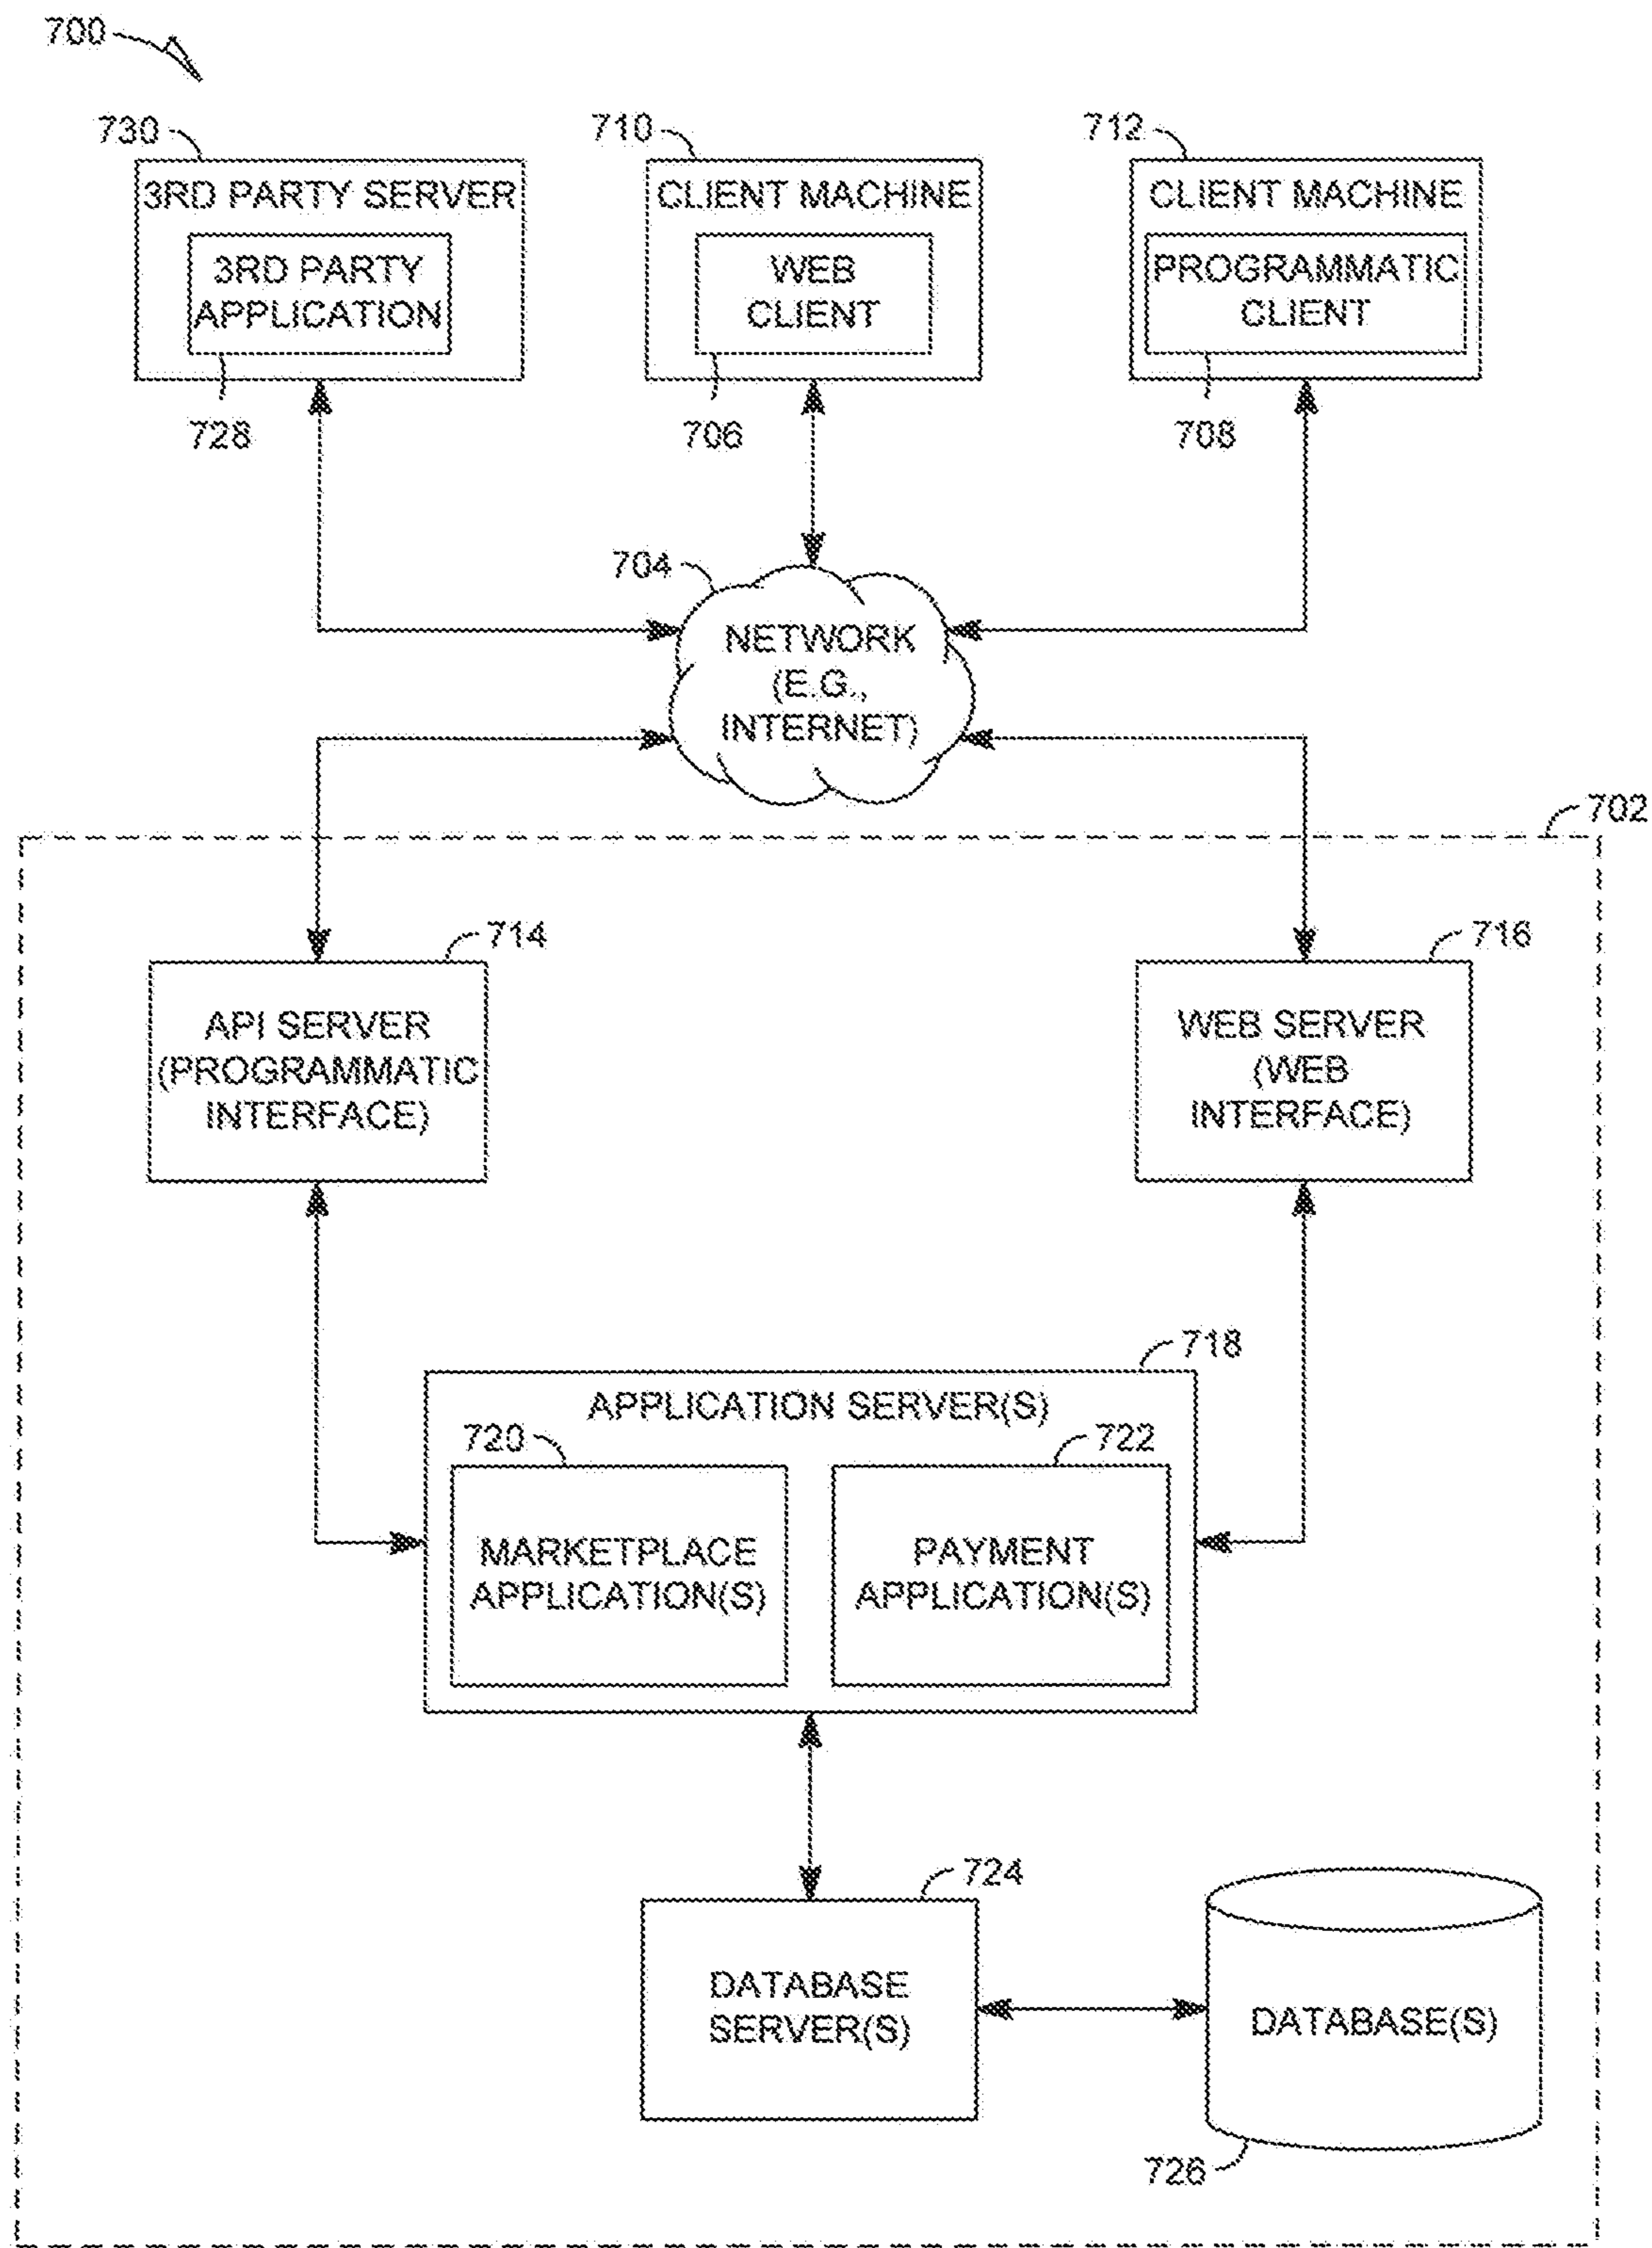 700
730
710
712
3RD PARTY SERVER
CLIENT MACHINE
CLIENT MACHINE
3RD PARTY
APPLICATION
WEB
CLIENT
PROGRAMMATIC
CLIENT
728
706
708
704
NETWORK
(E.G.,
INTERNET)
702
714
716
API SERVER
(PROGRAMMATIC
INTERFACE)
WEB SERVER
(WEB
INTERFACE)
718
APPLICATION SERVER(S)
720
722
MARKETPLACE
APPLICATION(S)
PAYMENT
APPLICATION(S)
724
DATABASE
SERVER(S)
DATABASE(S)
726